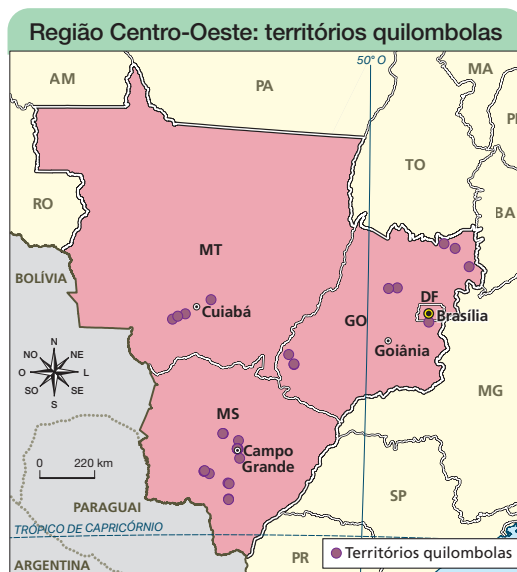 Região Centro-Oeste: territórios quilombolas
50° O
AM
PA
MA
PI
TO
RO
BA
MT
BOLÍVIA
DF
Cuiabá
GO
Brasília
Goiânia
N
NO
NE
O
L
SO
SE
S
MG
MS
Campo
Grande
0
220 km
SP
PARAGUAI
TRÓPICO DE CAPRICÓRNIO
PR
Territórios quilombolas
ARGENTINA